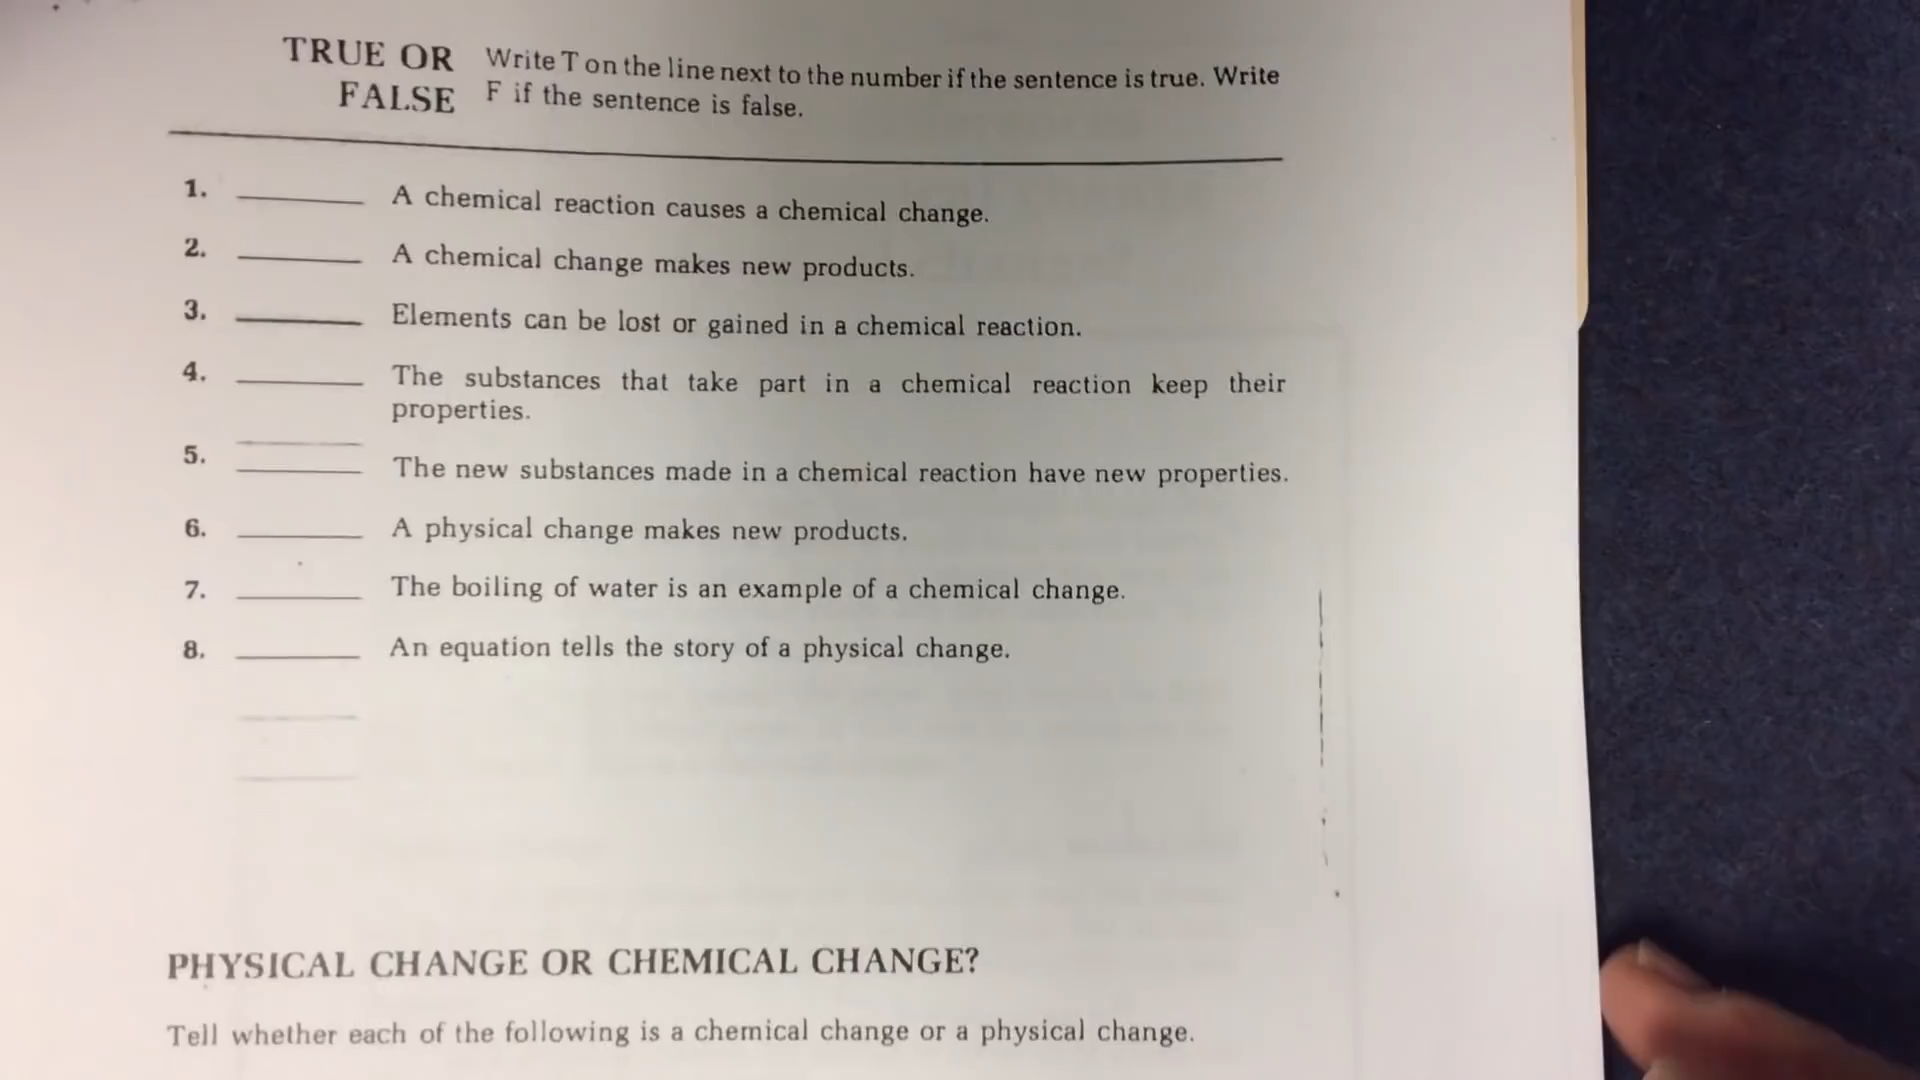 TRUE OR FALSE
Write T on the line next to the number if the sentence is true. Write
F if the sentence is false.
1. A chemical reaction causes a chemical change.
2. A chemical change makes new products.
3. Elements can be lost or gained in a chemical reaction.
4. The substances that take part in a chemical reaction keep their
properties.
5. The new substances made in a chemical reaction have new properties.
6. A physical change makes new products.
7. The boiling of water is an example of a chemical change.
8. An equation tells the story of a physical change.
PHYSICAL CHANGE OR CHEMICAL CHANGE?
Tell whether each of the following is a chemical change or a physical change.